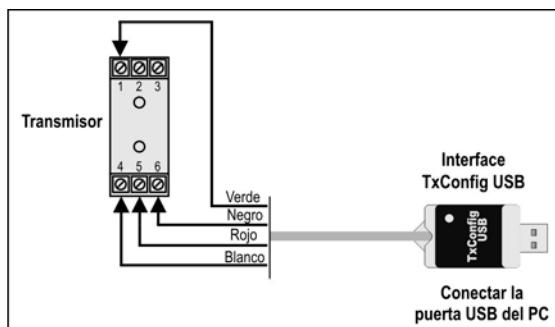 1 2 3
Transmisor
4 5 6
Verde
Negro
Rojo
Blanco
Interface
TxConfig USB
TxConfig
USB
Conectar la
puerta USB del PC